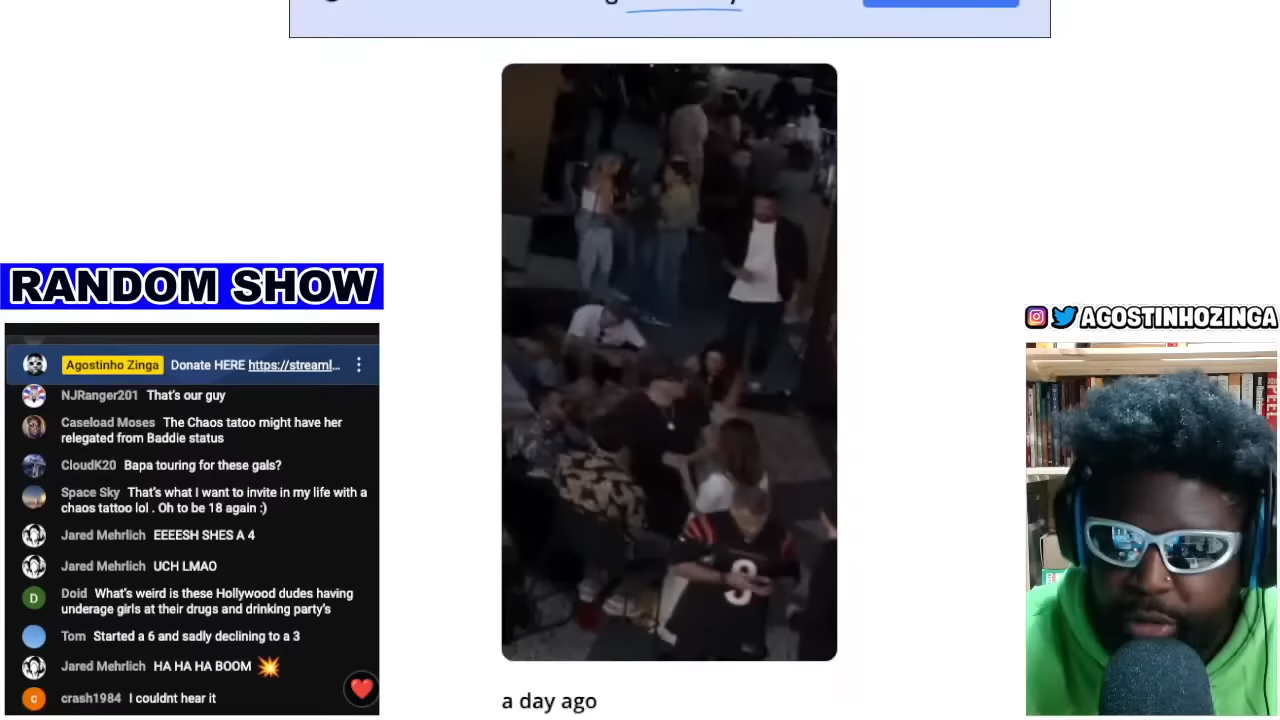 RANDOM SHOW
Agostinho Zinga Donate HERE https://streaml...
NJRanger201 That's our guy
Caseload Moses The Chaos tatoo might have her
relegated from Baddie status
CloudK20 Bapa touring for these gals?
Space Sky That's what I want to invite in my life with a
chaos tattoo lol . Oh to be 18 again :)
Jared Mehrlich EEEESH SHES A 4
Jared Mehrlich UCH LMAO
D
Doid What's weird is these Hollywood dudes having
underage girls at their drugs and drinking party's
Tom Started a 6 and sadly declining to a 3
Jared Mehrlich HA HA HA BOOM 💥
C
crash1984 I couldnt hear it
9
a day ago
AGOSTINHOZINGA